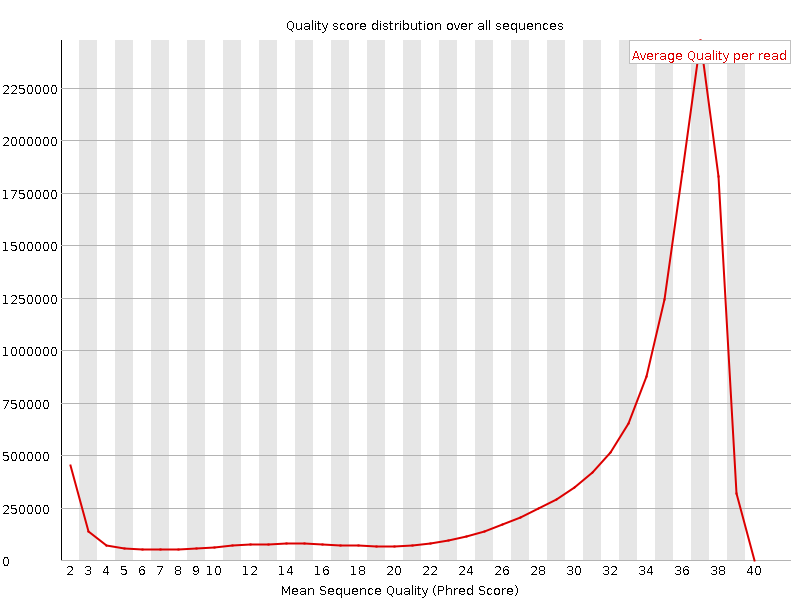 Quality score distribution over all sequences
Average Quality per read
2250000
2000000
1750000
1500000
1250000
1000000
750000
500000
250000
0
2 3 4 5 6 7 8 9 10 12 14 16 18 20 22 24 26 28 30 32 34 36 38 40
Mean Sequence Quality (Phred Score)